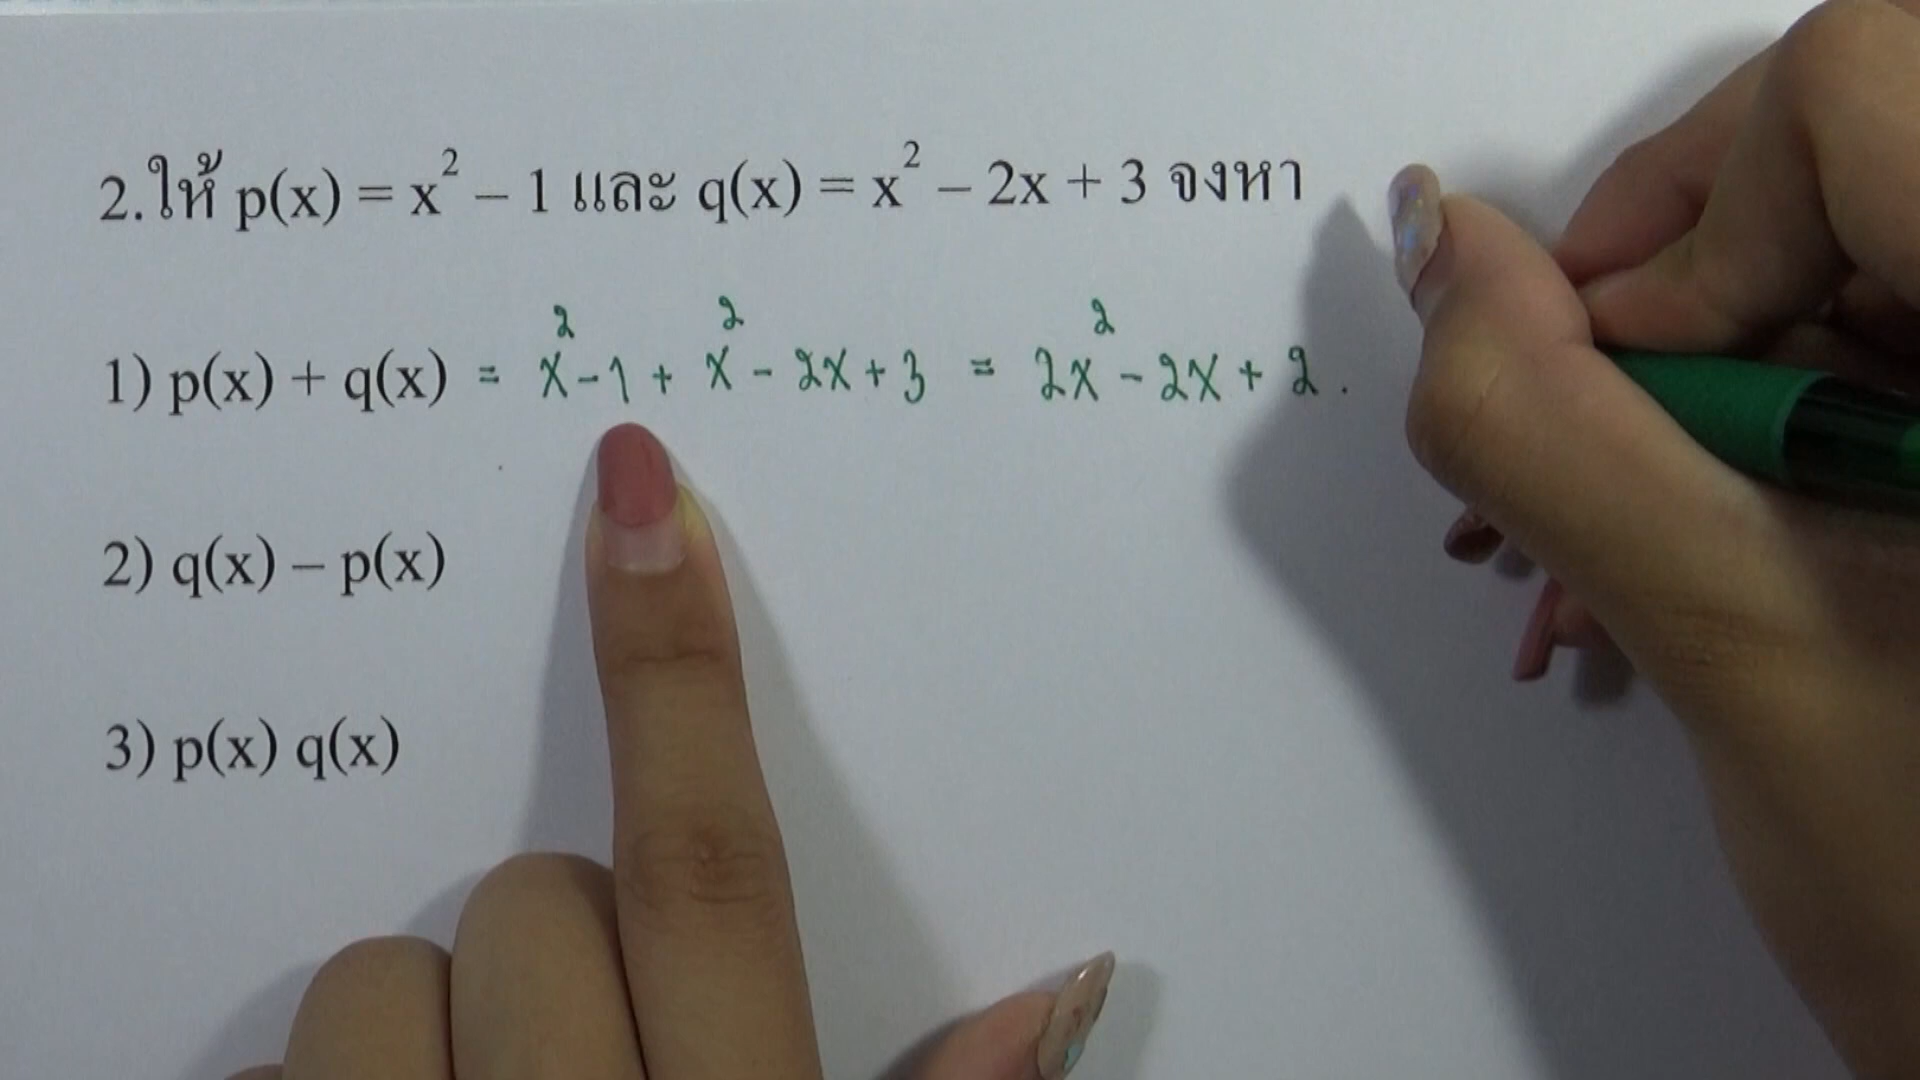 2.ให้ p(x) = x² – 1 และ q(x) = x² – 2x + 3 จงหา
1) p(x) + q(x) = x² - 1 + x² - 2x + 3 = 2x² - 2x + 2 .
2) q(x) – p(x)
3) p(x) q(x)